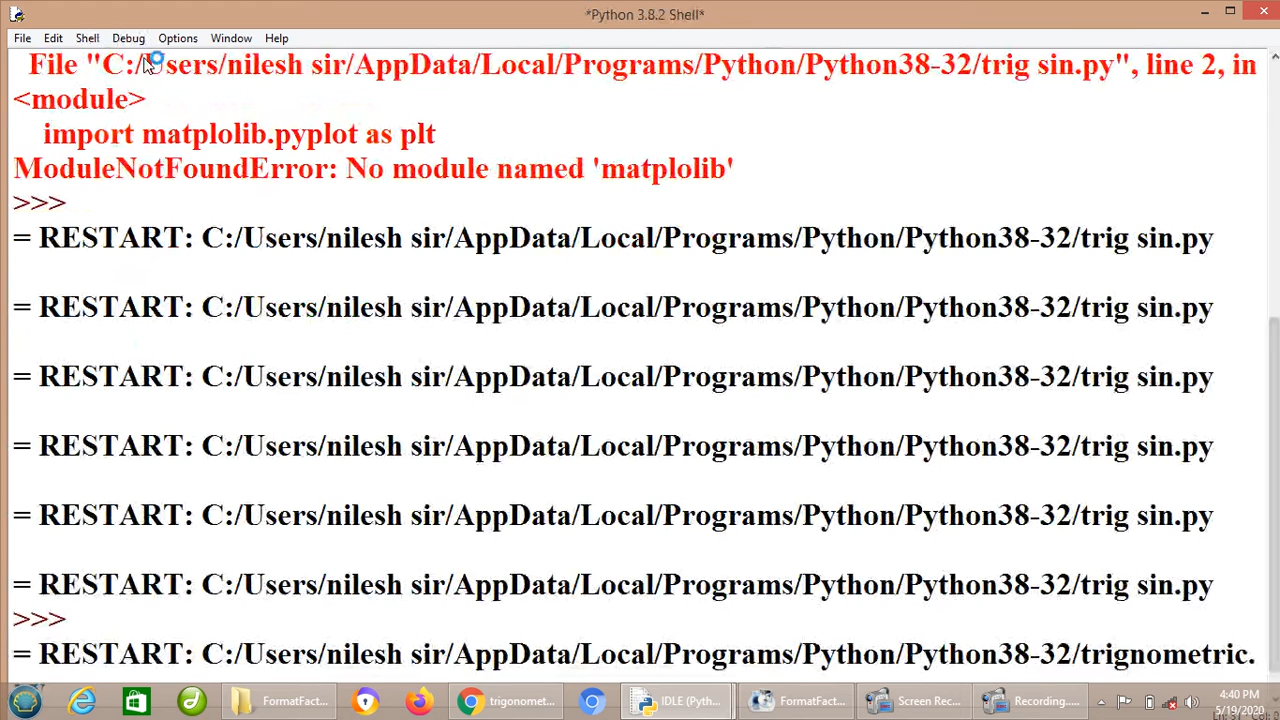 *Python 3.8.2 Shell*
File Edit Shell Debug Options Window Help
File "C:/Users/nilesh sir/AppData/Local/Programs/Python/Python38-32/trig sin.py", line 2, in
<module>
import matplolib.pyplot as plt
ModuleNotFoundError: No module named 'matplolib'
>>>
= RESTART: C:/Users/nilesh sir/AppData/Local/Programs/Python/Python38-32/trig sin.py
= RESTART: C:/Users/nilesh sir/AppData/Local/Programs/Python/Python38-32/trig sin.py
= RESTART: C:/Users/nilesh sir/AppData/Local/Programs/Python/Python38-32/trig sin.py
= RESTART: C:/Users/nilesh sir/AppData/Local/Programs/Python/Python38-32/trig sin.py
= RESTART: C:/Users/nilesh sir/AppData/Local/Programs/Python/Python38-32/trig sin.py
= RESTART: C:/Users/nilesh sir/AppData/Local/Programs/Python/Python38-32/trig sin.py
>>>
= RESTART: C:/Users/nilesh sir/AppData/Local/Programs/Python/Python38-32/trignometric.
FormatFact... trigonomet... IDLE (Pyth... FormatFact... Screen Rec... Recording.... 4:40 PM
5/19/2020